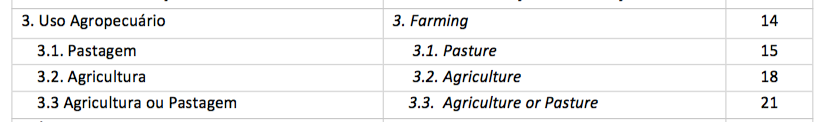 3. Uso Agropecuário 3. Farming 14
3.1. Pastagem 3.1. Pasture 15
3.2. Agricultura 3.2. Agriculture 18
3.3 Agricultura ou Pastagem 3.3. Agriculture or Pasture 21